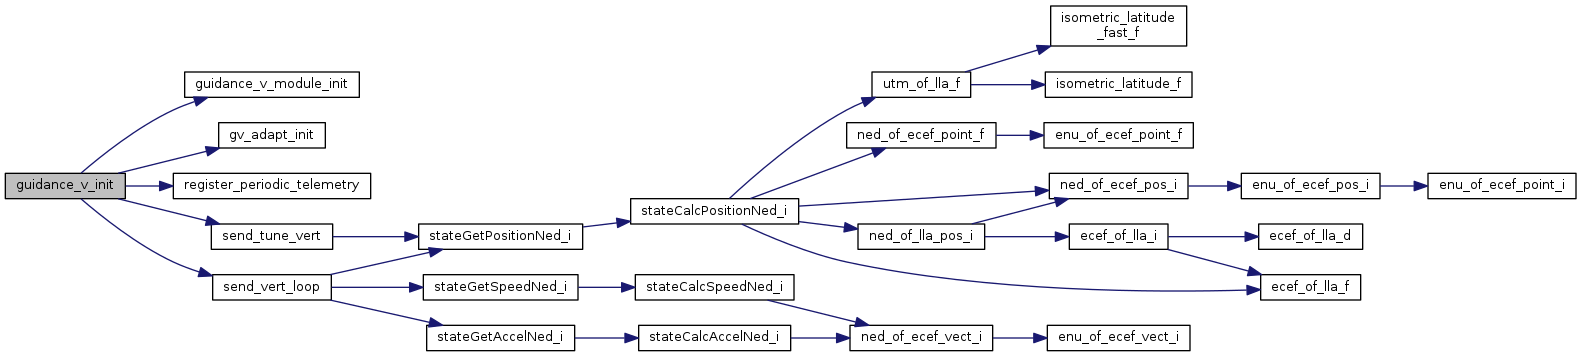 guidance_v_init
guidance_v_module_init
gv_adapt_init
register_periodic_telemetry
send_tune_vert
send_vert_loop
stateGetPositionNed_i
stateGetSpeedNed_i
stateGetAccelNed_i
stateCalcPositionNed_i
stateCalcSpeedNed_i
stateCalcAccelNed_i
utm_of_lla_f
ned_of_ecef_point_f
ned_of_lla_pos_i
ned_of_ecef_vect_i
isometric_latitude
_fast_f
isometric_latitude_f
enu_of_ecef_point_f
ned_of_ecef_pos_i
ecef_of_lla_i
enu_of_ecef_vect_i
enu_of_ecef_pos_i
ecef_of_lla_d
ecef_of_lla_f
enu_of_ecef_point_i